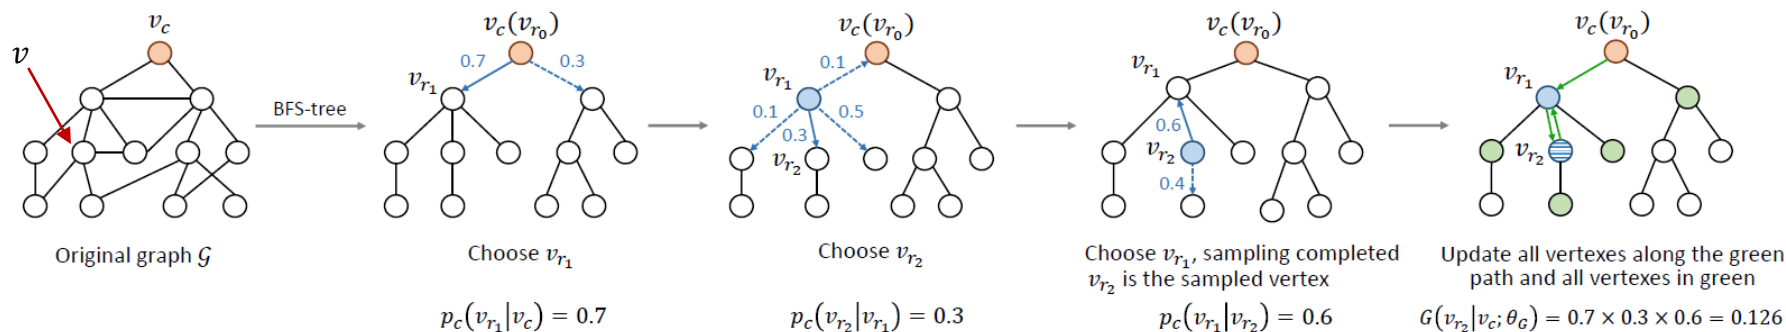 v_c
v
BFS-tree
Original graph 𝒢
v_c(v_{r_0})
0.7
0.3
v_{r_1}
Choose v_{r_1}
p_c(v_{r_1}|v_c) = 0.7
v_c(v_{r_0})
0.1
v_{r_1}
0.1
0.5
0.3
v_{r_2}
Choose v_{r_2}
p_c(v_{r_2}|v_{r_1}) = 0.3
v_c(v_{r_0})
v_{r_1}
0.6
v_{r_2}
0.4
Choose v_{r_1}, sampling completed
v_{r_2} is the sampled vertex
p_c(v_{r_1}|v_{r_2}) = 0.6
v_c(v_{r_0})
v_{r_1}
v_{r_2}
Update all vertexes along the green
path and all vertexes in green
G(v_{r_2}|v_c; θ_G) = 0.7 × 0.3 × 0.6 = 0.126